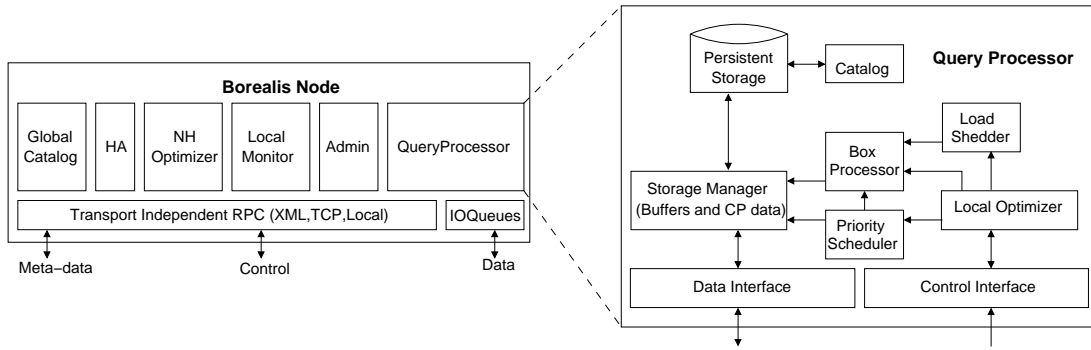 Borealis Node
Global
Catalog
HA
NH
Optimizer
Local
Monitor
Admin
QueryProcessor
Transport Independent RPC (XML,TCP,Local)
IOQueues
Meta−data
Control
Data
Query Processor
Persistent
Storage
Catalog
Load
Shedder
Box
Processor
Storage Manager
(Buffers and CP data)
Priority
Scheduler
Local Optimizer
Data Interface
Control Interface